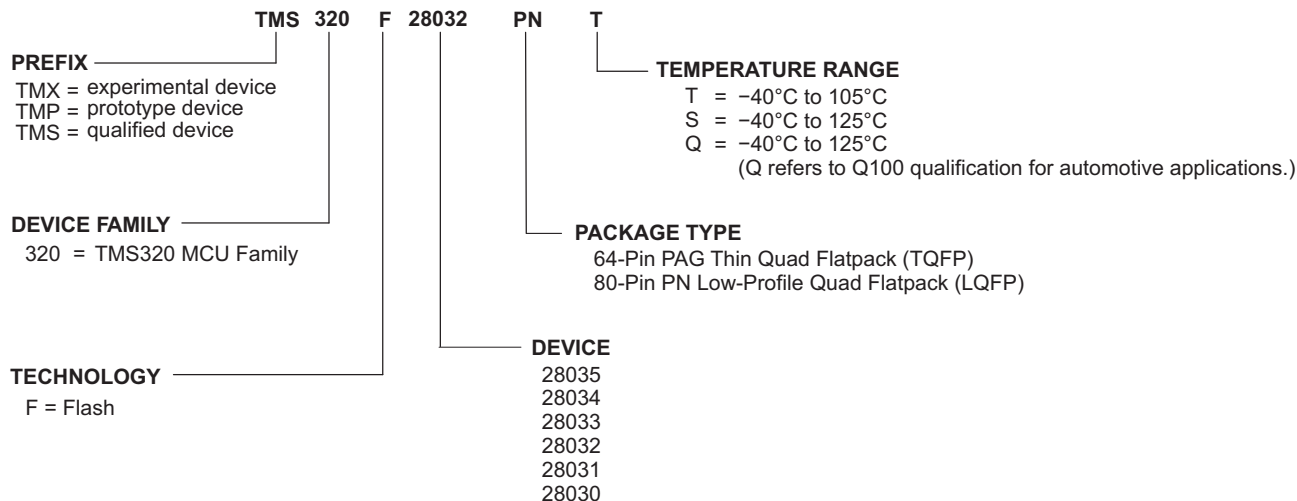 TMS 320 F 28032 PN T
PREFIX
TMX = experimental device
TMP = prototype device
TMS = qualified device
TEMPERATURE RANGE
T = −40°C to 105°C
S = −40°C to 125°C
Q = −40°C to 125°C
(Q refers to Q100 qualification for automotive applications.)
DEVICE FAMILY
320 = TMS320 MCU Family
PACKAGE TYPE
64-Pin PAG Thin Quad Flatpack (TQFP)
80-Pin PN Low-Profile Quad Flatpack (LQFP)
TECHNOLOGY
F = Flash
DEVICE
28035
28034
28033
28032
28031
28030